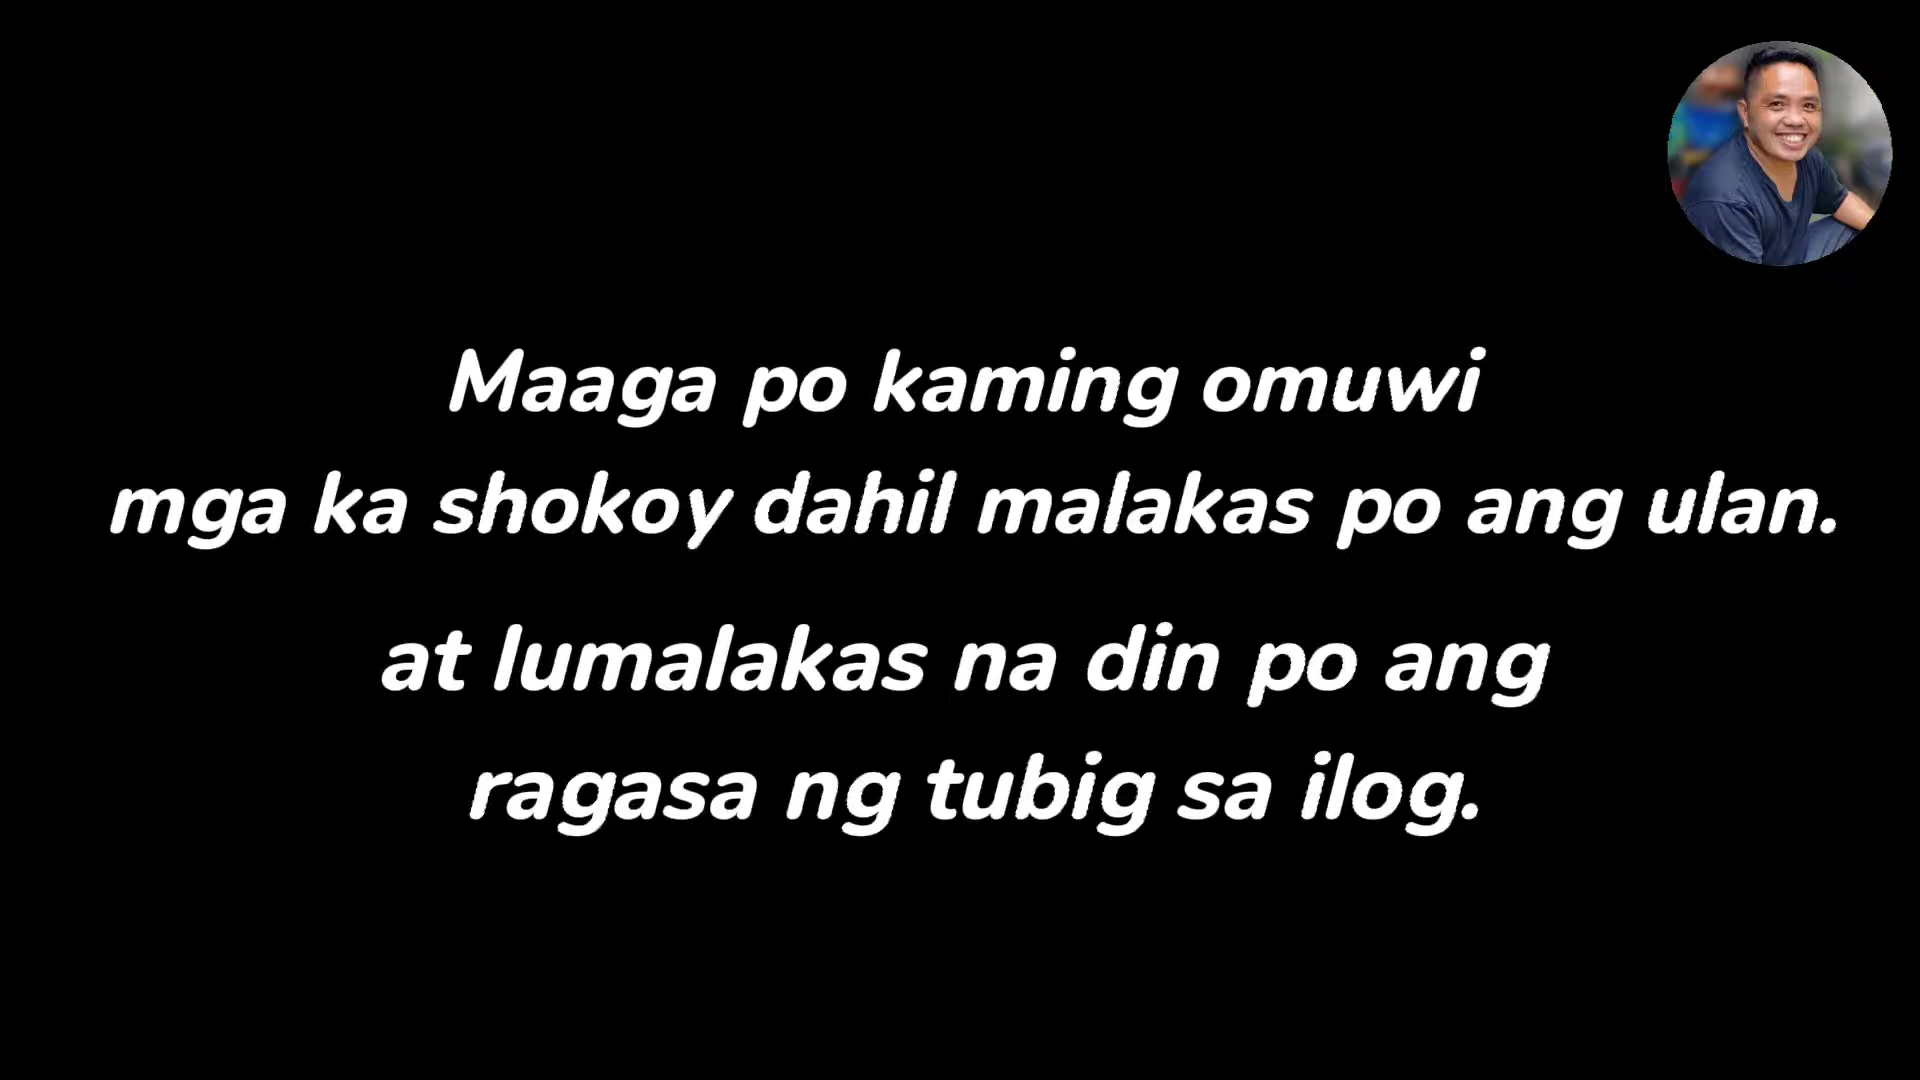 Maaga po kaming omuwi
mga ka shokoy dahil malakas po ang ulan.
at lumalakas na din po ang
ragasa ng tubig sa ilog.